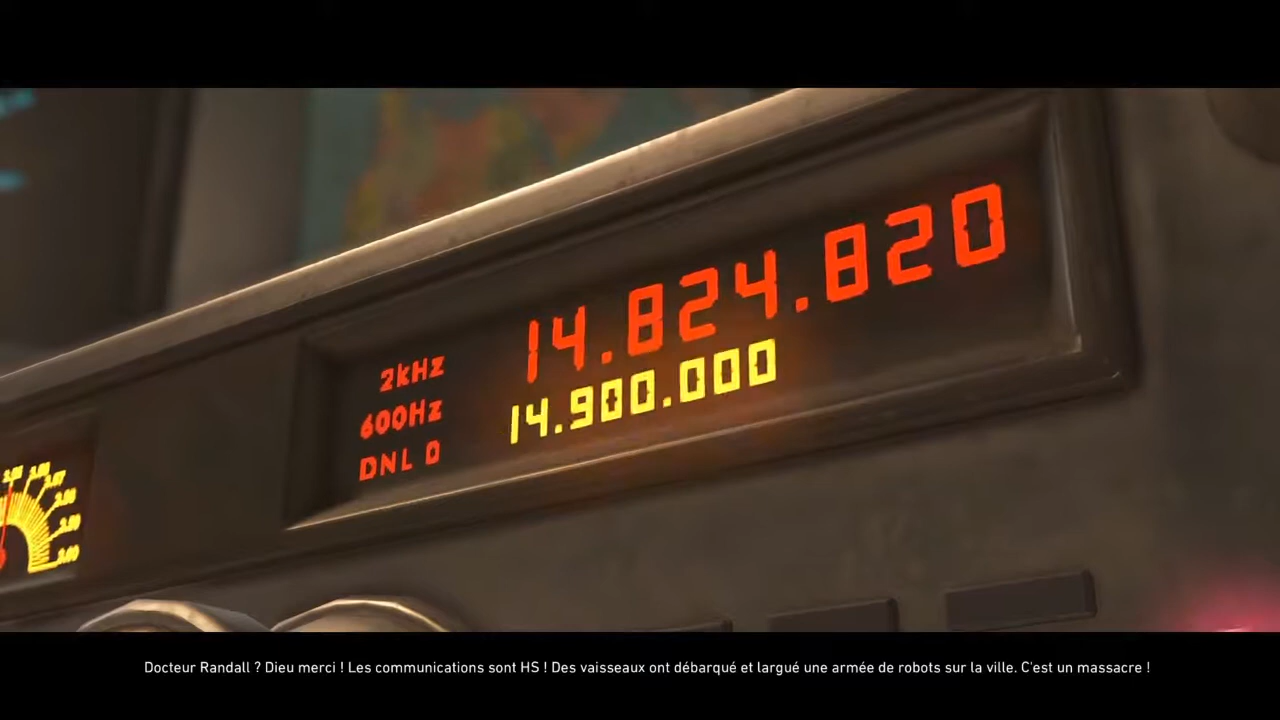 14.824.820
2kHz
14.900.000
600Hz
DNL 0
Docteur Randall ? Dieu merci ! Les communications sont HS ! Des vaisseaux ont débarqué et largué une armée de robots sur la ville. C'est un massacre !